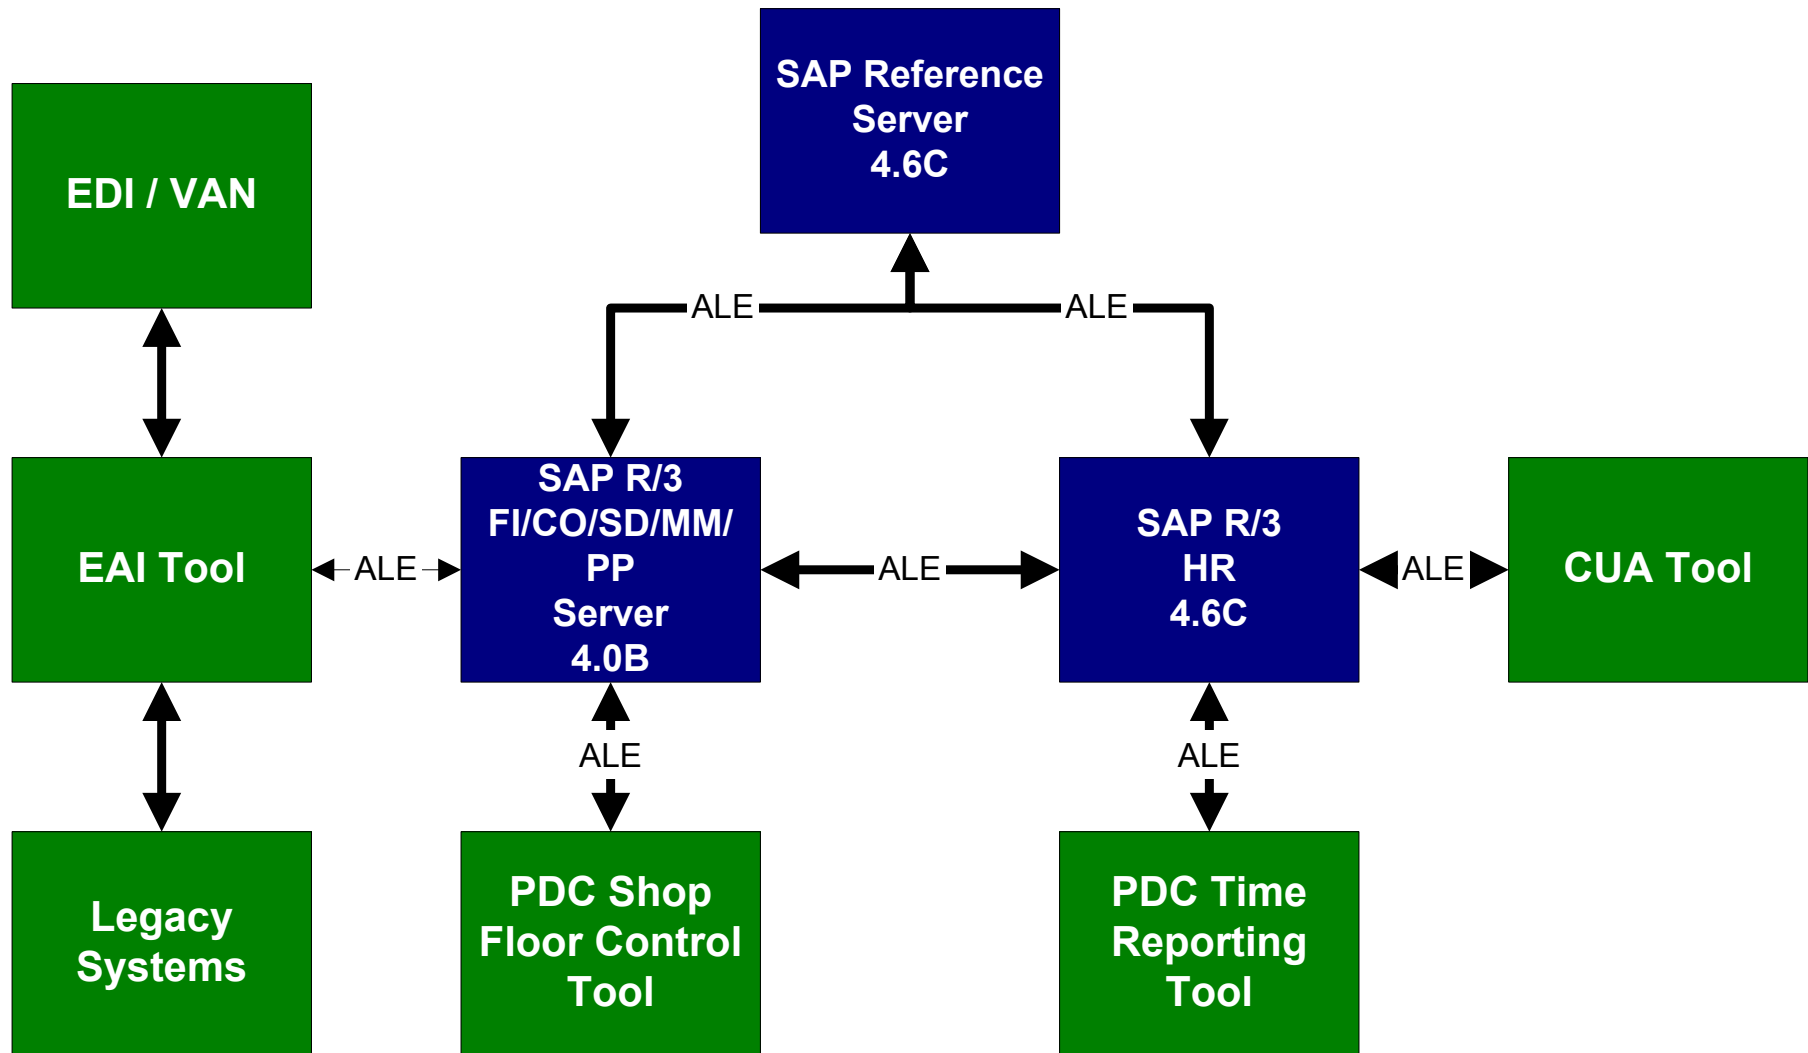 SAP Reference
Server
4.6C
EDI / VAN
ALE
ALE
EAI Tool
ALE
SAP R/3
FI/CO/SD/MM/
PP
Server
4.0B
ALE
SAP R/3
HR
4.6C
ALE
CUA Tool
ALE
ALE
Legacy
Systems
PDC Shop
Floor Control
Tool
PDC Time
Reporting
Tool